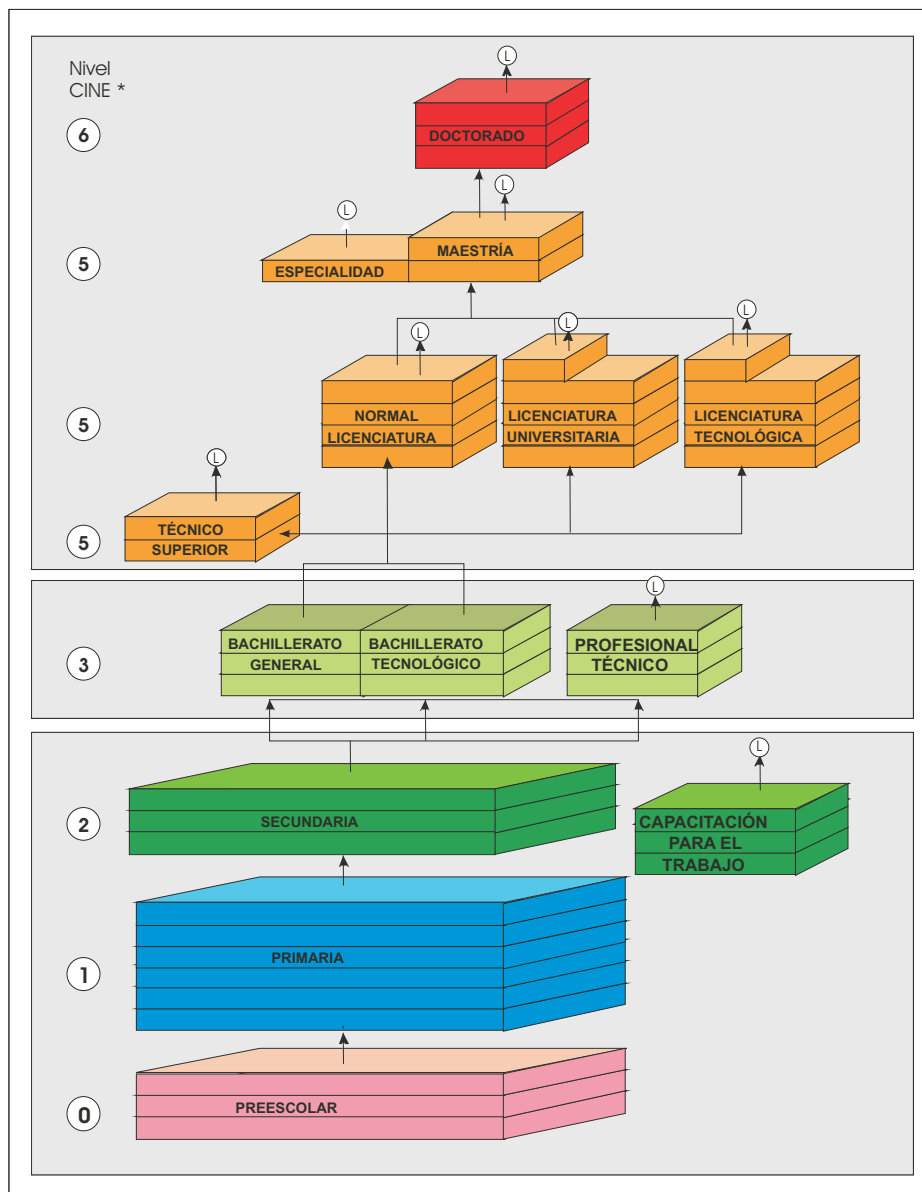 Nivel
CINE *
L
6
DOCTORADO
L
L
5
MAESTRÍA
ESPECIALIDAD
L
L
L
5
NORMAL
LICENCIATURA
LICENCIATURA
UNIVERSITARIA
LICENCIATURA
TECNOLÓGICA
L
5
TÉCNICO
SUPERIOR
L
3
BACHILLERATO
GENERAL
BACHILLERATO
TECNOLÓGICO
PROFESIONAL
TÉCNICO
L
2
SECUNDARIA
CAPACITACIÓN
PARA EL
TRABAJO
1
PRIMARIA
0
PREESCOLAR